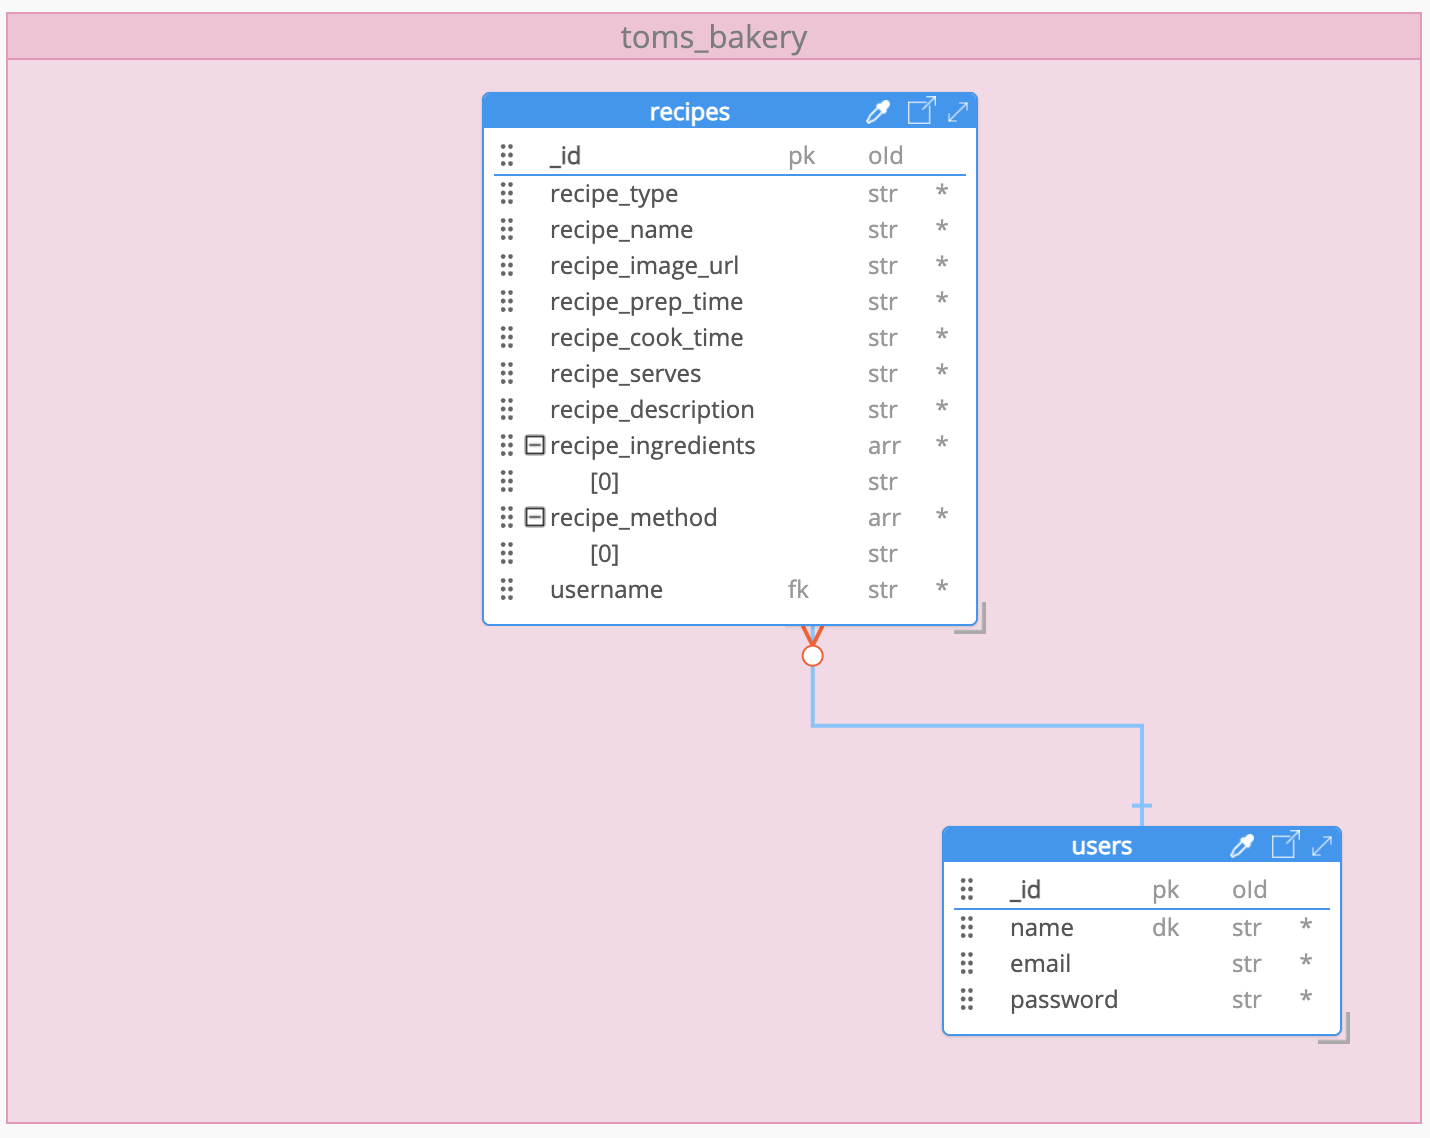 toms_bakery
recipes
_id pk oId
recipe_type str *
recipe_name str *
recipe_image_url str *
recipe_prep_time str *
recipe_cook_time str *
recipe_serves str *
recipe_description str *
recipe_ingredients arr *
[0] str
recipe_method arr *
[0] str
username fk str *
users
_id pk oId
name dk str *
email str *
password str *